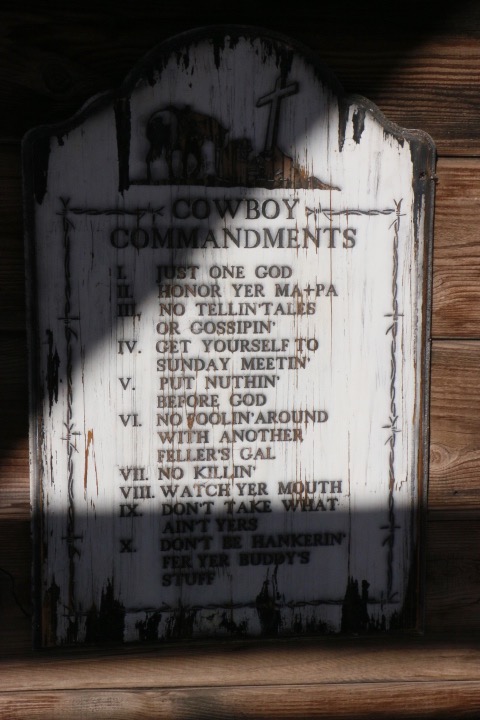 COWBOY
COMMANDMENTS
I. JUST ONE GOD
II. HONOR YER MA+PA
III. NO TELLIN' TALES
OR GOSSIPIN'
IV. GET YOURSELF TO
SUNDAY MEETIN'
V. PUT NUTHIN'
BEFORE GOD
VI. NO FOOLIN' AROUND
WITH ANOTHER
FELLER'S GAL
VII. NO KILLIN'
VIII. WATCH YER MOUTH
IX. DON'T TAKE WHAT
AIN'T YERS
X. DON'T BE HANKERIN'
FER YER BUDDY'S
STUFF